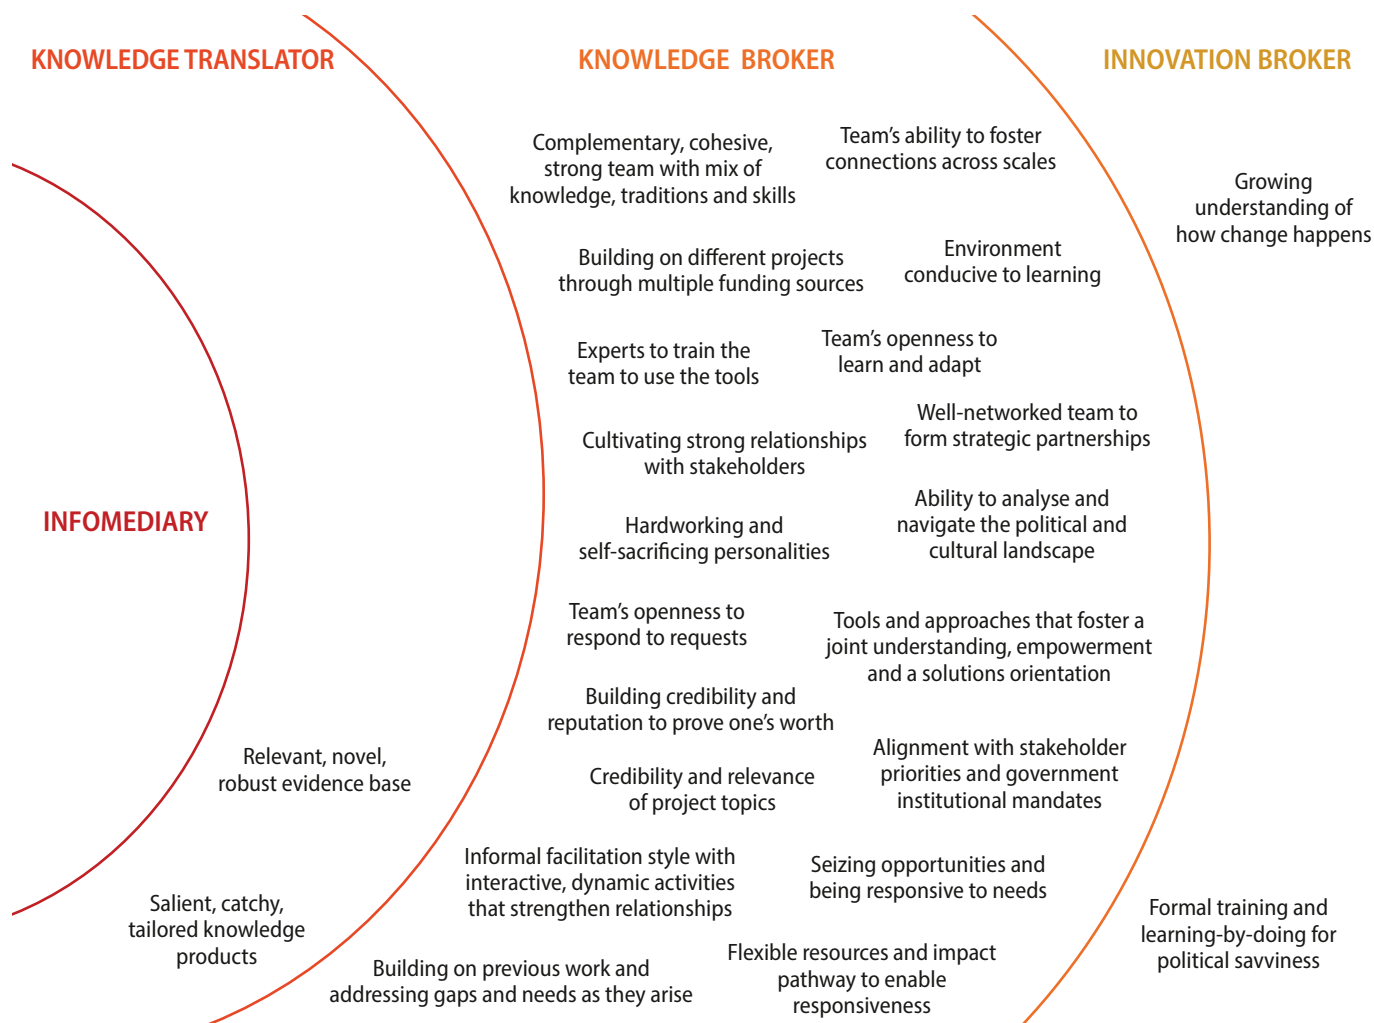 KNOWLEDGE TRANSLATOR
KNOWLEDGE BROKER
INNOVATION BROKER
INFOMEDIARY
Relevant, novel,
robust evidence base
Salient, catchy,
tailored knowledge
products
Complementary, cohesive,
strong team with mix of
knowledge, traditions and skills
Team’s ability to foster
connections across scales
Building on different projects
through multiple funding sources
Environment
conducive to learning
Experts to train the
team to use the tools
Team’s openness to
learn and adapt
Cultivating strong relationships
with stakeholders
Well-networked team to
form strategic partnerships
Hardworking and
self-sacrificing personalities
Ability to analyse and
navigate the political and
cultural landscape
Team’s openness to
respond to requests
Tools and approaches that foster a
joint understanding, empowerment
and a solutions orientation
Building credibility and
reputation to prove one’s worth
Credibility and relevance
of project topics
Alignment with stakeholder
priorities and government
institutional mandates
Informal facilitation style with
interactive, dynamic activities
that strengthen relationships
Seizing opportunities and
being responsive to needs
Building on previous work and
addressing gaps and needs as they arise
Flexible resources and impact
pathway to enable
responsiveness
Growing
understanding of
how change happens
Formal training and
learning-by-doing for
political savviness